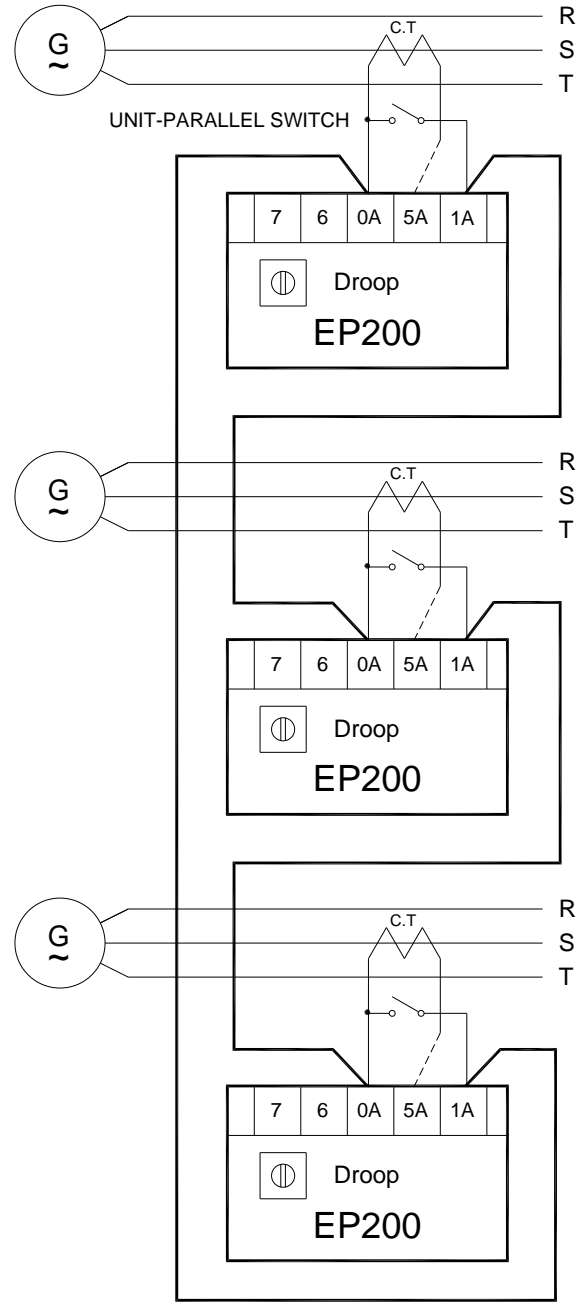 R
C.T
G
~
S
T
UNIT-PARALLEL SWITCH
7 6 0A 5A 1A
Droop
EP200
R
C.T
G
~
S
T
7 6 0A 5A 1A
Droop
EP200
R
C.T
G
~
S
T
7 6 0A 5A 1A
Droop
EP200